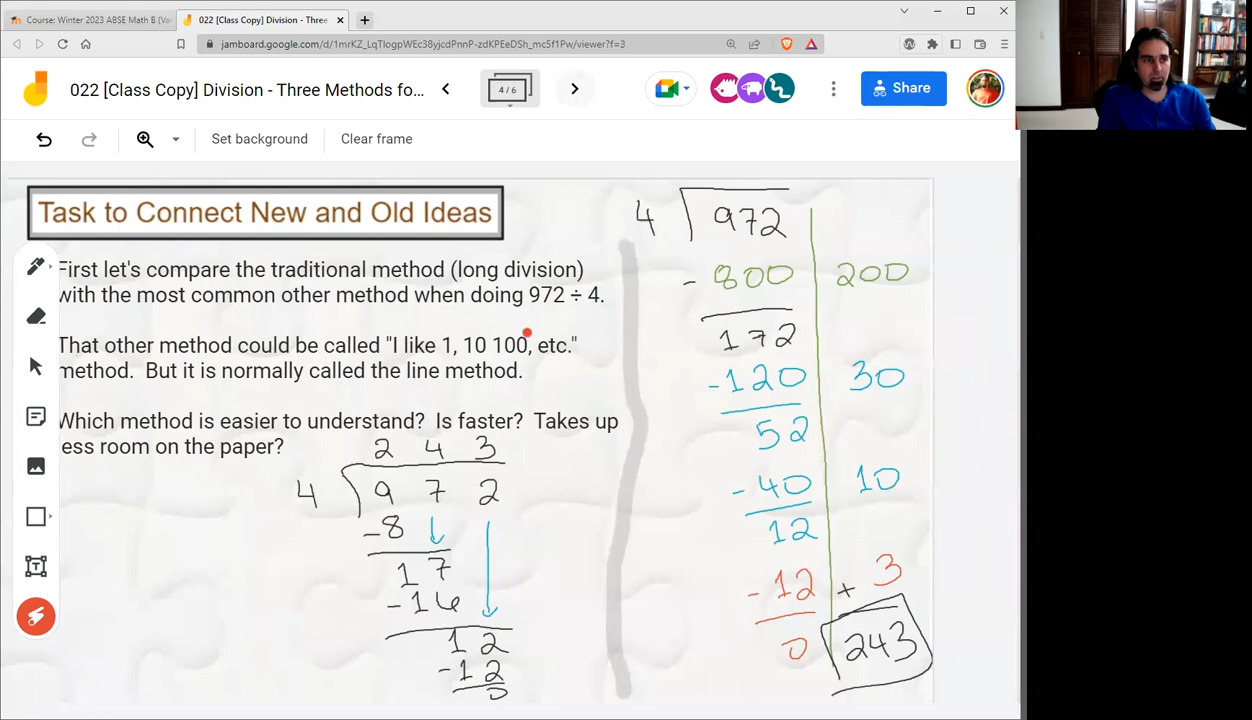 Course: Winter 2023 ABSE Math B (Va
022 [Class Copy] Division - Three
jamboard.google.com/d/1mrKZ_LqTlogpWEc38yjcdPnnP-zdKPEeDSh_mc5f1Pw/viewer?f=3
022 [Class Copy] Division - Three Methods fo...
4 / 6
Share
Set background
Clear frame
Task to Connect New and Old Ideas
First let's compare the traditional method (long division)
with the most common other method when doing 972 ÷ 4.
That other method could be called "I like 1, 10 100, etc."
method. But it is normally called the line method.
Which method is easier to understand? Is faster? Takes up
ess room on the paper?
2 4 3
4 9 7 2
-8
1 7
-16
1 2
-1 2
0
4 972
- 800 200
172
-120 30
52
-40 10
12
- 12 + 3
0 243